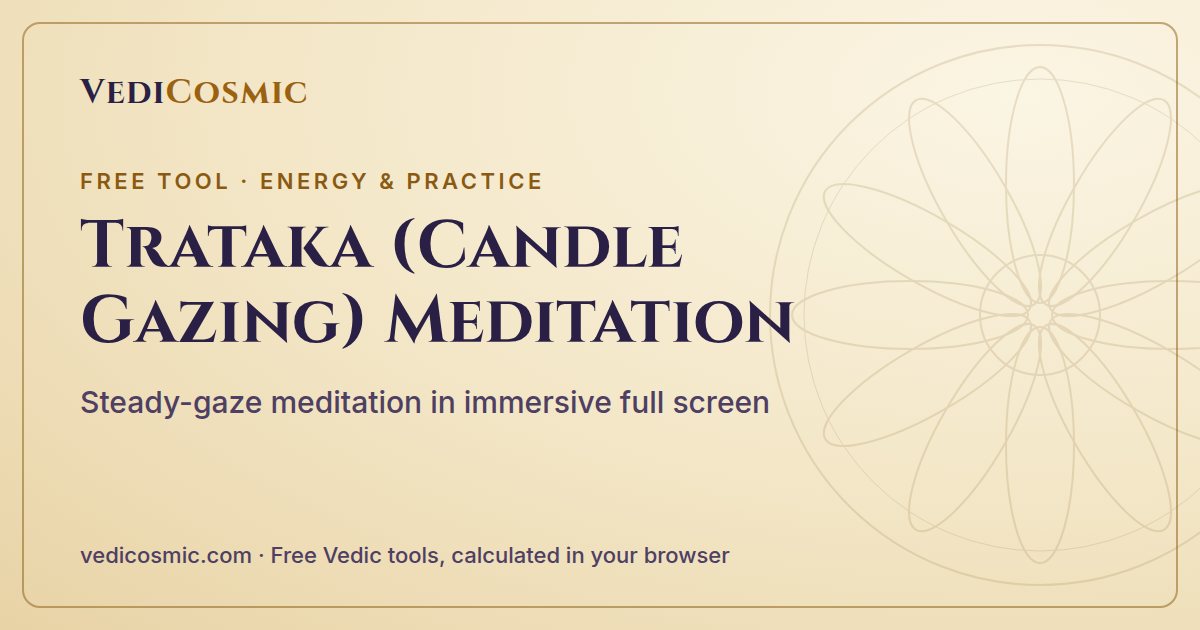 VediCosmic
FREE TOOL · ENERGY & PRACTICE
Trataka (Candle
Gazing) Meditation
Steady-gaze meditation in immersive full screen
vedicosmic.com · Free Vedic tools, calculated in your browser